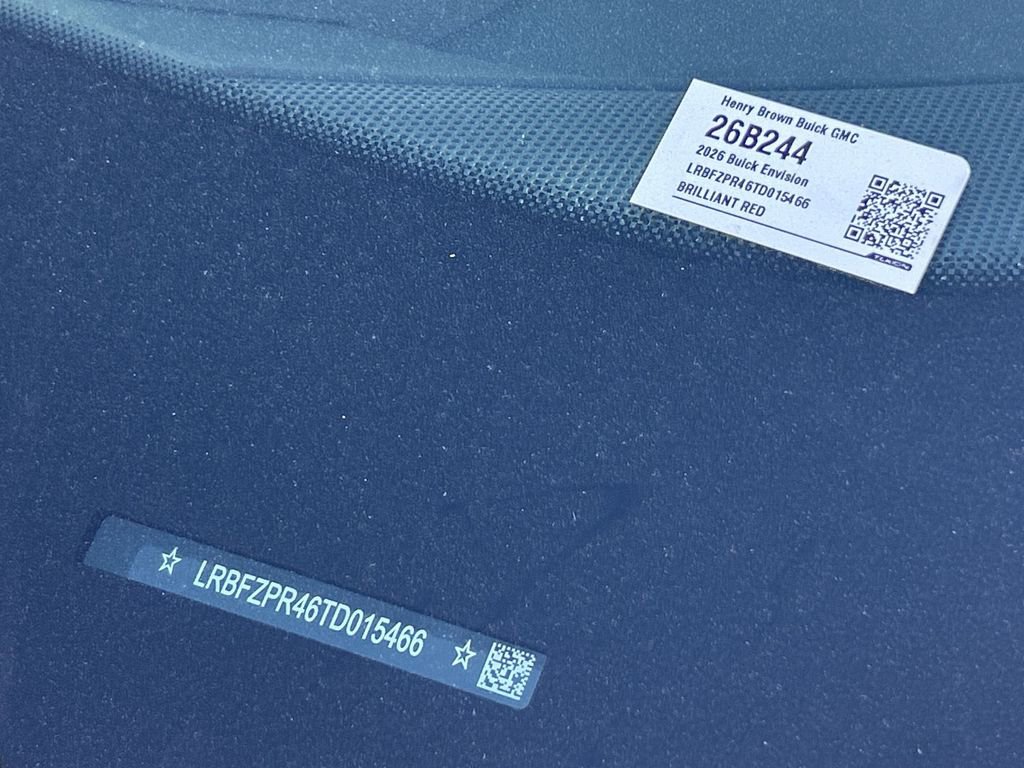 Henry Brown Buick GMC
26B244
2026 Buick Envision
LRBFZPR46TD015466
BRILLIANT RED
☆ LRBFZPR46TD015466 ☆